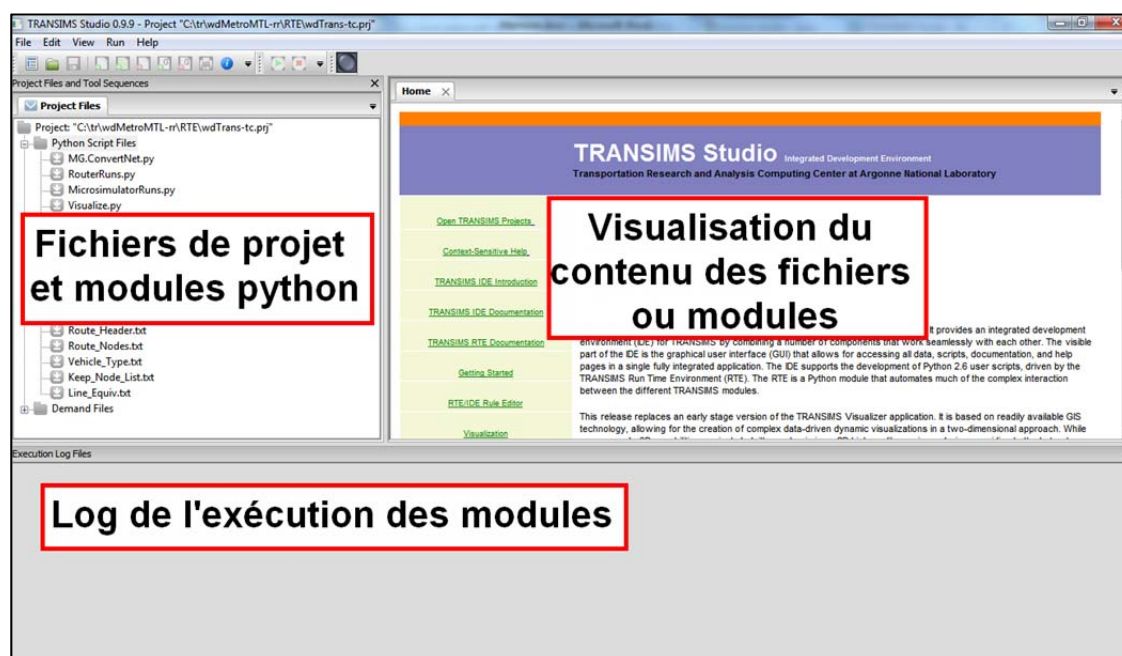 TRANSIMS Studio 0.9.9 - Project "C:\tr\wdMetroMTL-rr\RTE\wdTrans-tc.prj"
File Edit View Run Help
Project Files and Tool Sequences
Project Files
Project: "C:\tr\wdMetroMTL-rr\RTE\wdTrans-tc.prj"
Python Script Files
MG.ConvertNet.py
RouterRuns.py
MicrosimulatorRuns.py
Visualize.py
Fichiers de projet
et modules python
Route_Header.txt
Route_Nodes.txt
Vehicle_Type.txt
Keep_Node_List.txt
Line_Equiv.txt
Demand Files
Home
TRANSIMS Studio Integrated Development Environment
Transportation Research and Analysis Computing Center at Argonne National Laboratory
Open TRANSIMS Projects
Context-Sensitive Help
TRANSIMS IDE Introduction
TRANSIMS IDE Documentation
TRANSIMS RTE Documentation
Getting Started
RTE/IDE Rule Editor
Visualization
Visualisation du
contenu des fichiers
ou modules
It provides an integrated development
environment (IDE) for TRANSIMS by combining a number of components that work seamlessly with each other. The visible
part of the IDE is the graphical user interface (GUI) that allows for accessing all data, scripts, documentation, and help
pages in a single fully integrated application. The IDE supports the development of Python 2.6 user scripts, driven by the
TRANSIMS Run Time Environment (RTE). The RTE is a Python module that automates much of the complex interaction
between the different TRANSIMS modules.
This release replaces an early stage version of the TRANSIMS Visualizer application. It is based on readily available GIS
technology, allowing for the creation of complex data-driven dynamic visualizations in a two-dimensional approach. While
Execution Log Files
Log de l'exécution des modules